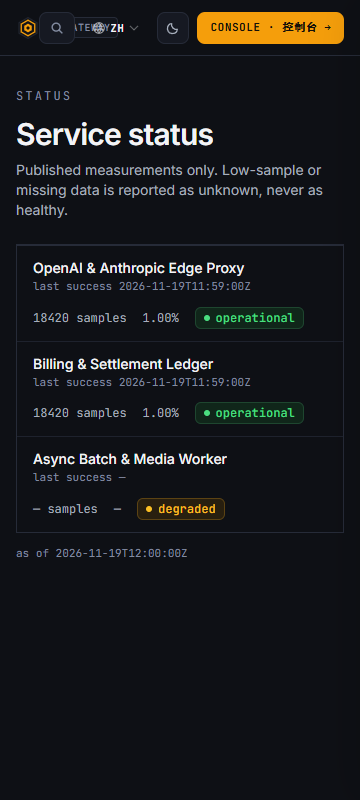 ZH
CONSOLE · 控制台 →
STATUS
Service status
Published measurements only. Low-sample or
missing data is reported as unknown, never as
healthy.
OpenAI & Anthropic Edge Proxy
last success 2026-11-19T11:59:00Z
18420 samples 1.00% operational
Billing & Settlement Ledger
last success 2026-11-19T11:59:00Z
18420 samples 1.00% operational
Async Batch & Media Worker
last success —
— samples — degraded
as of 2026-11-19T12:00:00Z